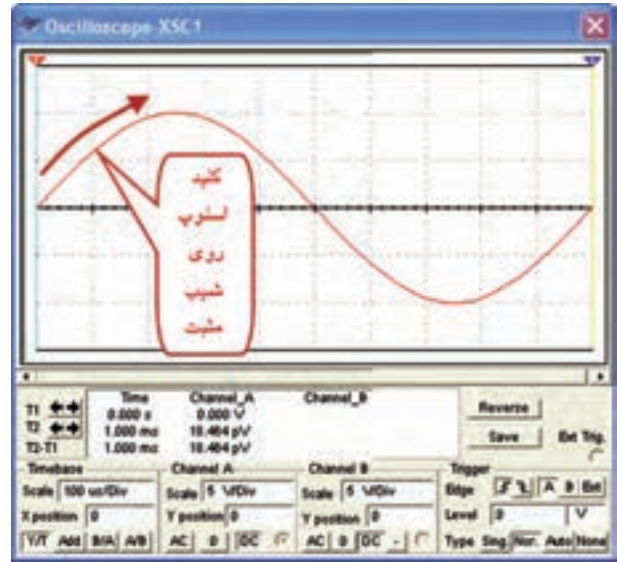 Oscilloscope-XSC1
کلید
اسلوپ
روی
شیب
مثبت
Time Channel_A Channel_B
T1 0.000 s 0.000 V
T2 1.000 ms 18.464 pV
T2-T1 1.000 ms 18.464 pV
Reverse
Save
Ext Trig.
Timebase Channel A Channel B Trigger
Scale 100 us/Div Scale 5 V/Div Scale 5 V/Div Edge A B Ext
X position 0 Y position 0 Y position 0 Level 0 V
Y/T Add B/A A/B AC 0 DC AC 0 DC - Type Sing. Nor. Auto None